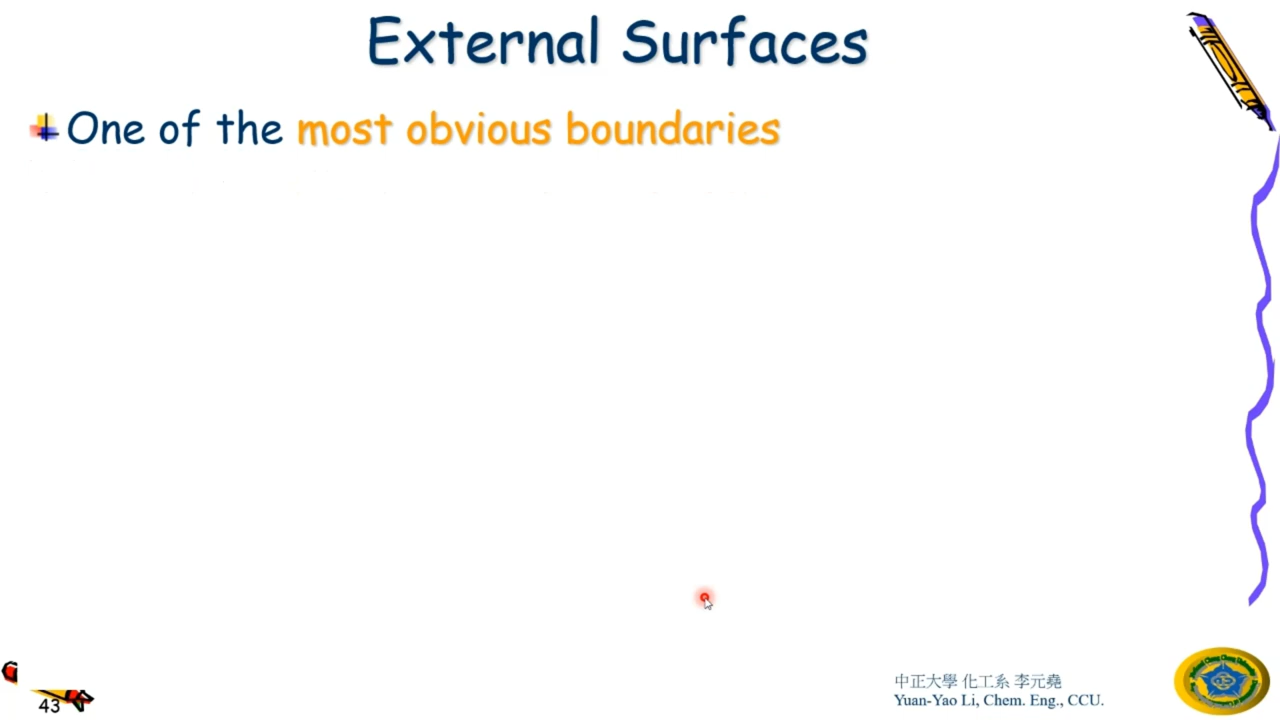 External Surfaces
One of the most obvious boundaries
43
中正大學 化工系 李元堯
Yuan-Yao Li, Chem. Eng., CCU.